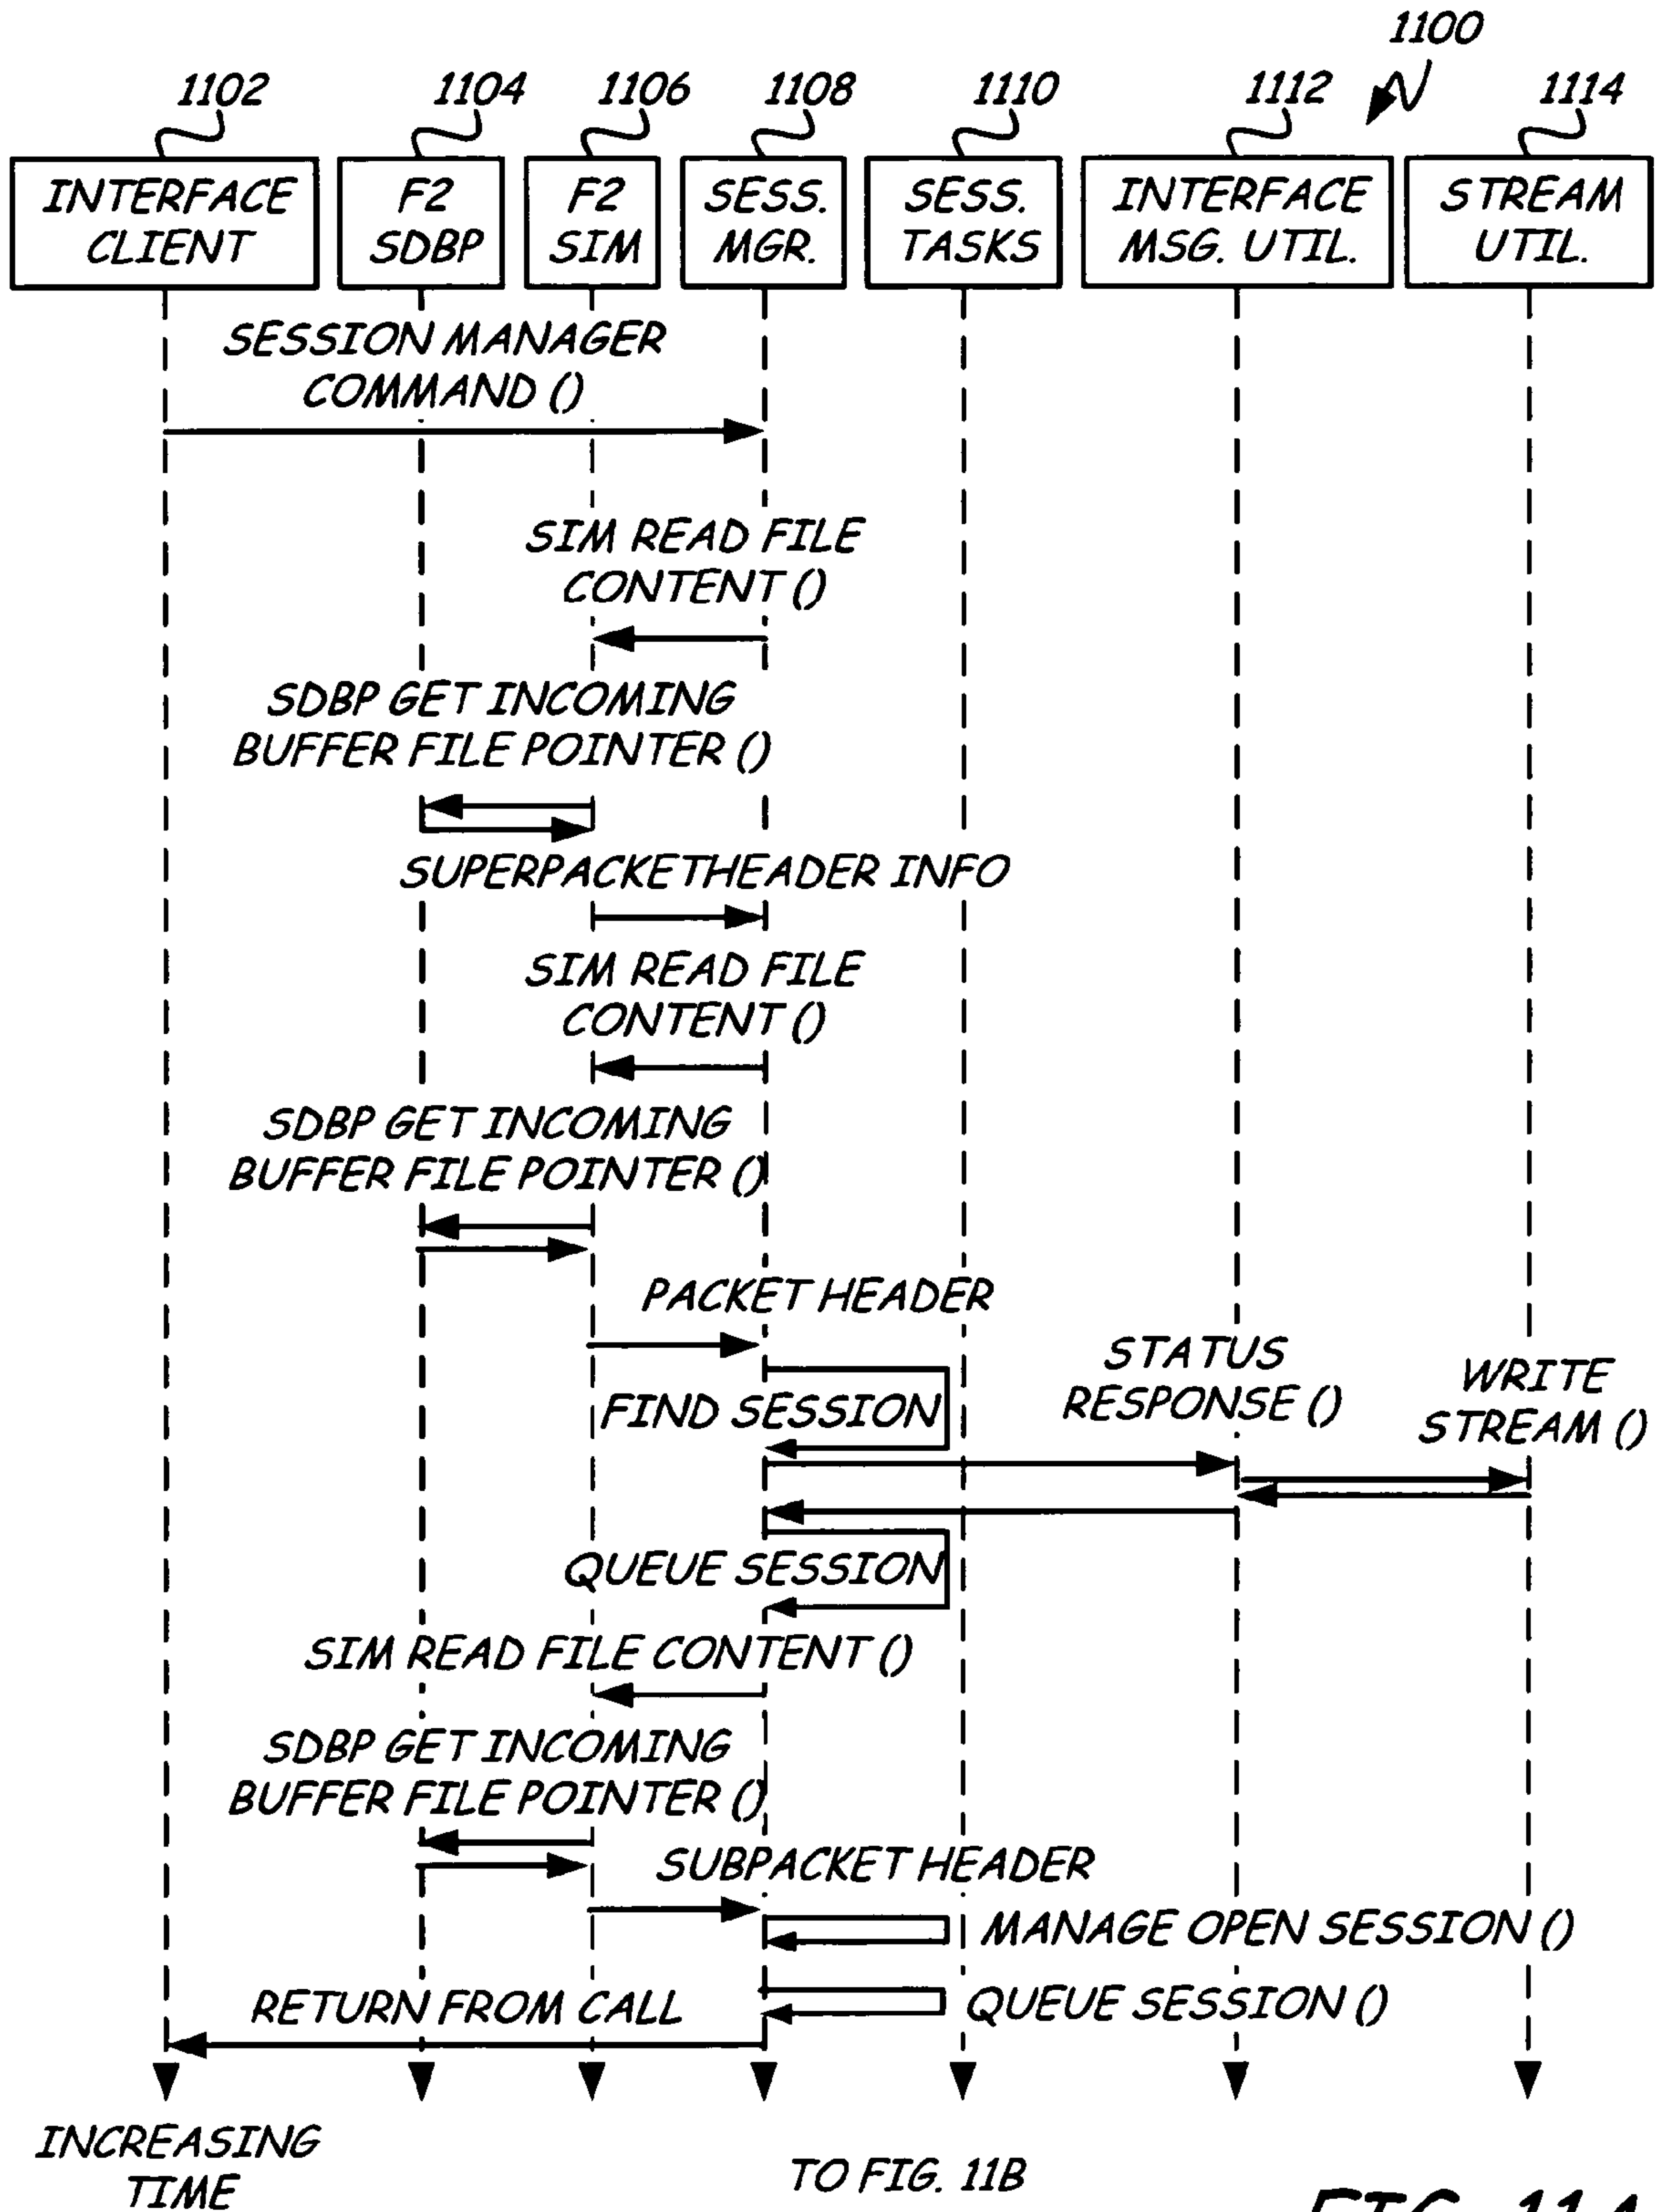 1100
1102 1104 1106 1108 1110 1112 1114
INTERFACE CLIENT
F2 SDBP
F2 SIM
SESS. MGR.
SESS. TASKS
INTERFACE MSG. UTIL.
STREAM UTIL.
SESSION MANAGER
COMMAND ()
SIM READ FILE
CONTENT ()
SDBP GET INCOMING
BUFFER FILE POINTER ()
SUPERPACKETHEADER INFO
SIM READ FILE
CONTENT ()
SDBP GET INCOMING
BUFFER FILE POINTER ()
PACKET HEADER
FIND SESSION
STATUS
RESPONSE ()
WRITE
STREAM ()
QUEUE SESSION
SIM READ FILE CONTENT ()
SDBP GET INCOMING
BUFFER FILE POINTER ()
SUBPACKET HEADER
MANAGE OPEN SESSION ()
QUEUE SESSION ()
RETURN FROM CALL
INCREASING
TIME
TO FIG. 11B
FIG. 11A